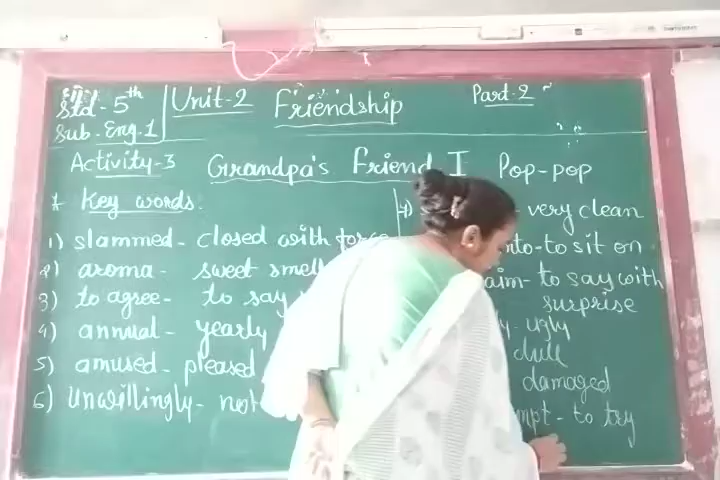 Std-5th Unit-2 Friendship Part-2
Sub-Eng-1
Activity-3 Grandpa's Friend I Pop-pop
* Key words:
1) slammed- closed with force
2) aroma- sweet smell
3) to agree- to say
4) annual- yearly
5) amused- pleased
6) Unwillingly- not
very clean
to sit on
to say with
surprise
ugly
dull
damaged
to try